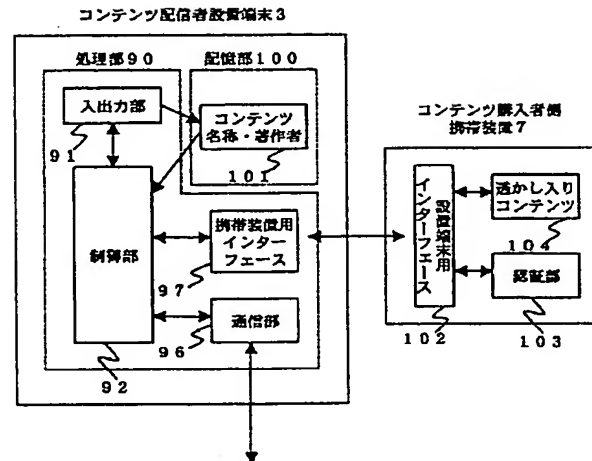 コンテンツ配信者設置端末3
処理部90
記憶部100
入出力部
91
コンテンツ
名称・著作者
101
制御部
92
携帯装置用
インター
フェース
97
通信部
96
コンテンツ購入者側
携帯装置7
設置端末用
インターフェース
102
透かし入り
コンテンツ
104
認証部
103